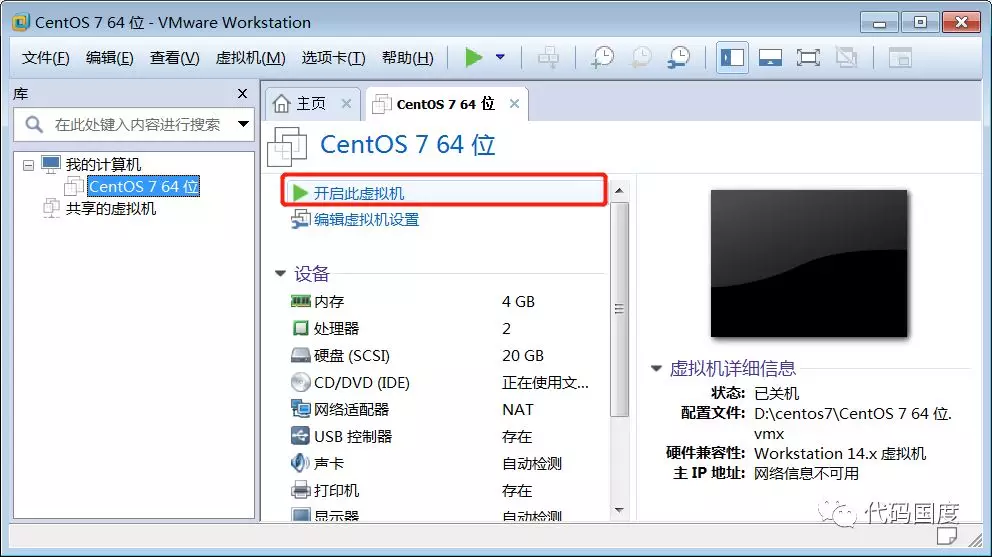 CentOS 7 64 位 - VMware Workstation
文件(F) 编辑(E) 查看(V) 虚拟机(M) 选项卡(T) 帮助(H)
库
在此处键入内容进行搜索
我的计算机
CentOS 7 64 位
共享的虚拟机
主页
CentOS 7 64 位
CentOS 7 64 位
开启此虚拟机
编辑虚拟机设置
设备
内存 4 GB
处理器 2
硬盘 (SCSI) 20 GB
CD/DVD (IDE) 正在使用文...
网络适配器 NAT
USB 控制器 存在
声卡 自动检测
打印机 存在
显示器 自动检测
虚拟机详细信息
状态: 已关机
配置文件: D:\centos7\CentOS 7 64 位.
vmx
硬件兼容性: Workstation 14.x 虚拟机
主 IP 地址: 网络信息不可用
代码国度